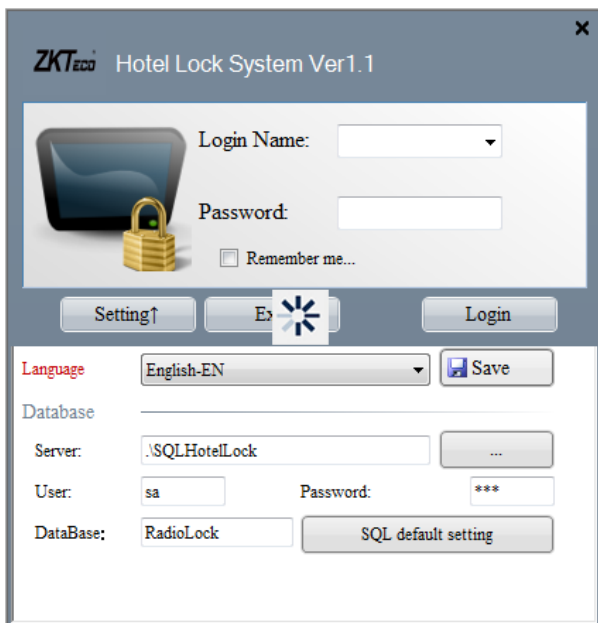 ZKTECO Hotel Lock System Ver1.1
Login Name:
Password:
Remember me...
Setting↑ Login
Language English-EN Save
Database
Server: .\SQLHotelLock ...
User: sa Password: ***
DataBase: RadioLock SQL default setting